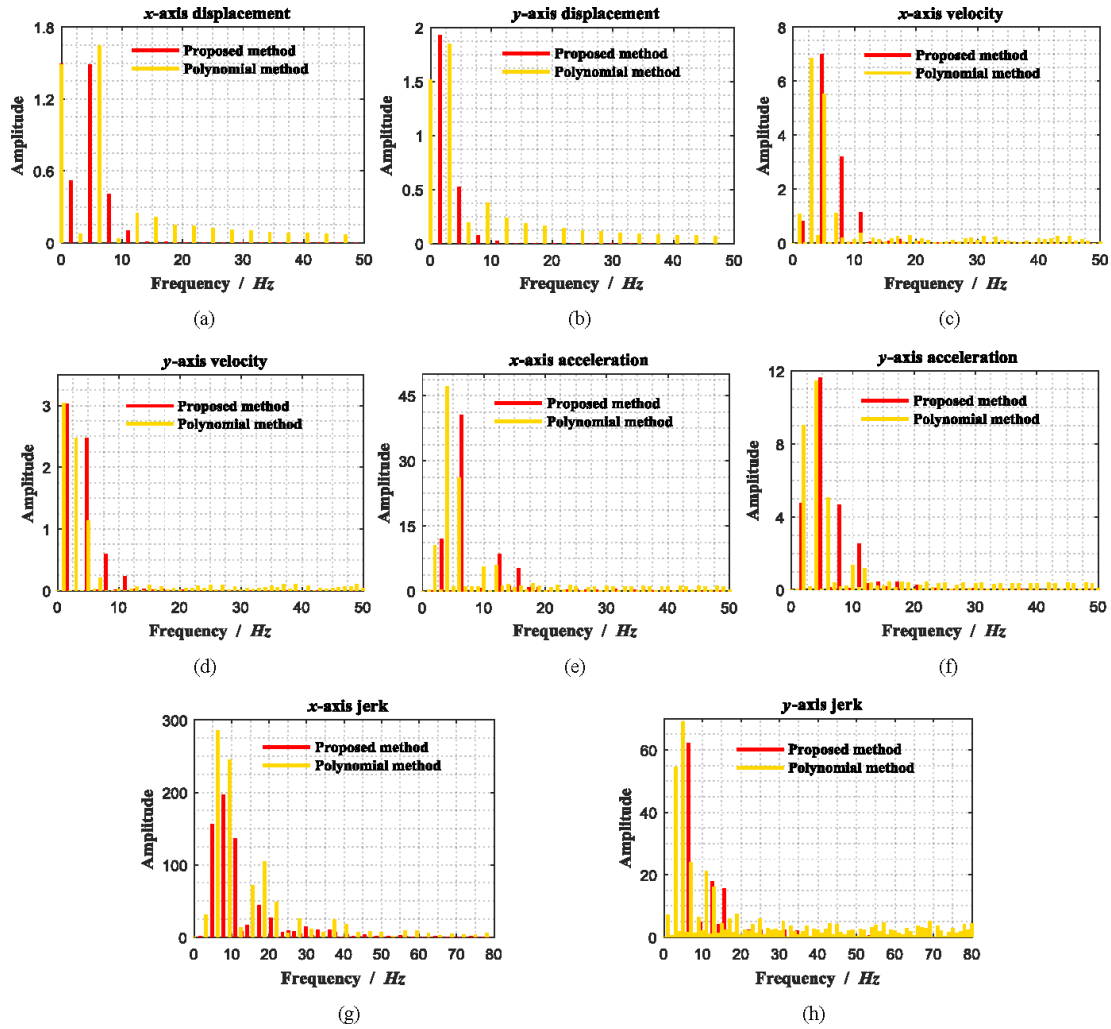 x-axis displacement
1.8
1.2
0.6
0
Amplitude
Proposed method
Polynomial method
0 10 20 30 40 50
Frequency / Hz
(a)
y-axis displacement
2
1.5
1
0.5
0
Amplitude
Proposed method
Polynomial method
0 10 20 30 40 50
Frequency / Hz
(b)
x-axis velocity
8
6
4
2
0
Amplitude
Proposed method
Polynomial method
0 10 20 30 40 50
Frequency / Hz
(c)
y-axis velocity
3
2
1
0
Amplitude
Proposed method
Polynomial method
0 10 20 30 40 50
Frequency / Hz
(d)
x-axis acceleration
45
30
15
0
Amplitude
Proposed method
Polynomial method
0 10 20 30 40 50
Frequency / Hz
(e)
y-axis acceleration
12
8
4
0
Amplitude
Proposed method
Polynomial method
0 10 20 30 40 50
Frequency / Hz
(f)
x-axis jerk
300
200
100
0
Amplitude
Proposed method
Polynomial method
0 10 20 30 40 50 60 70 80
Frequency / Hz
(g)
y-axis jerk
60
40
20
0
Amplitude
Proposed method
Polynomial method
0 10 20 30 40 50 60 70 80
Frequency / Hz
(h)